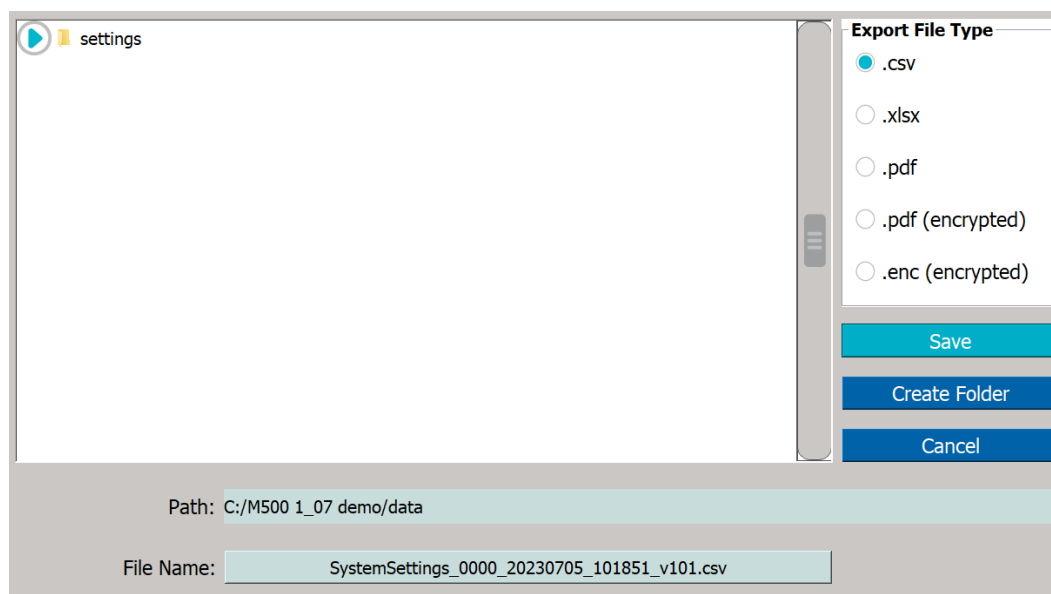 settings
Export File Type
.csv
.xlsx
.pdf
.pdf (encrypted)
.enc (encrypted)
Save
Create Folder
Cancel
Path: C:/M500 1_07 demo/data
File Name: SystemSettings_0000_20230705_101851_v101.csv